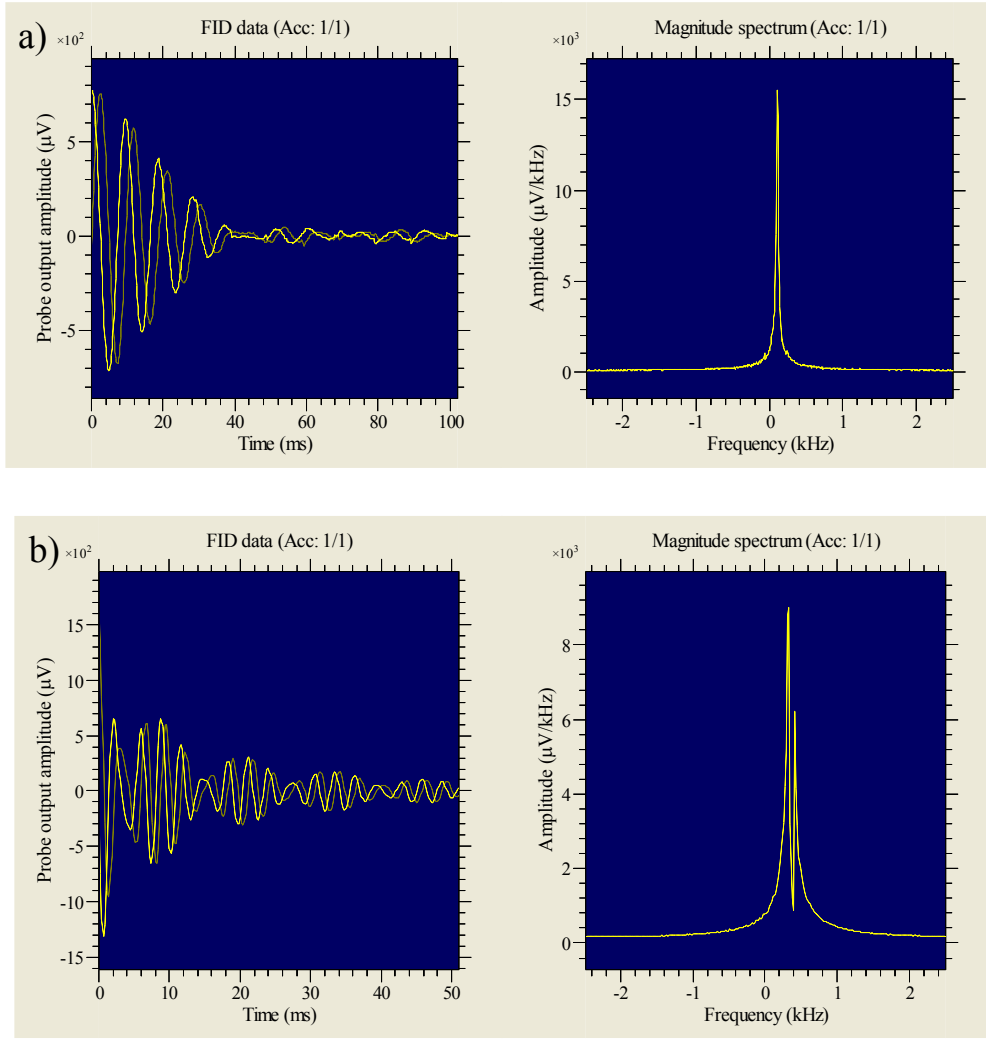 a)
FID data (Acc: 1/1)
×10²
Probe output amplitude (µV)
5
0
-5
0 20 40 60 80 100
Time (ms)
Magnitude spectrum (Acc: 1/1)
×10³
Amplitude (µV/kHz)
15
10
5
0
-2 -1 0 1 2
Frequency (kHz)
b)
FID data (Acc: 1/1)
×10²
Probe output amplitude (µV)
15
10
5
0
-5
-10
-15
0 10 20 30 40 50
Time (ms)
Magnitude spectrum (Acc: 1/1)
×10³
Amplitude (µV/kHz)
8
6
4
2
0
-2 -1 0 1 2
Frequency (kHz)